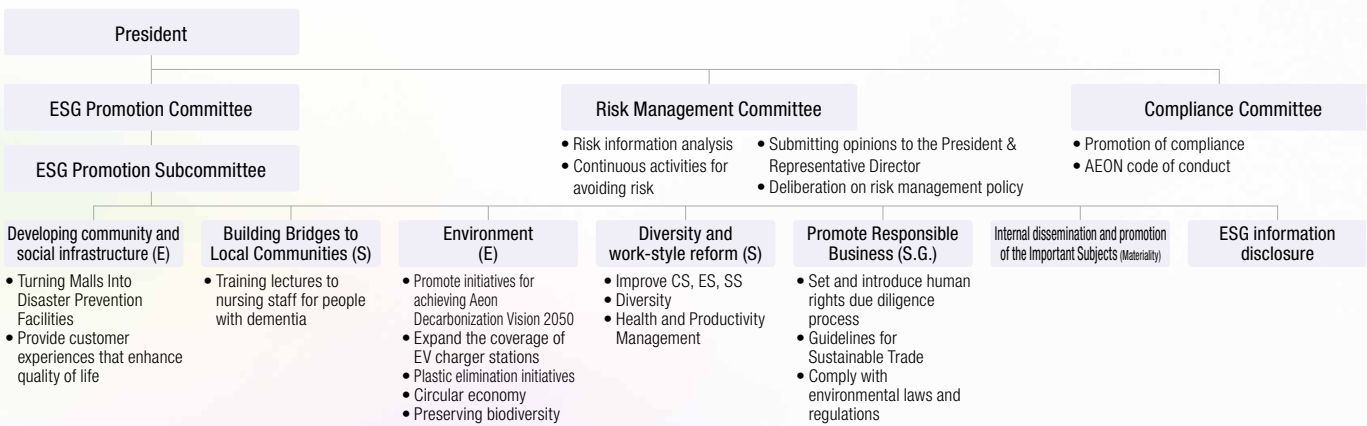 President
ESG Promotion Committee
Risk Management Committee
Compliance Committee
• Risk information analysis
• Continuous activities for
avoiding risk
• Submitting opinions to the President &
Representative Director
• Deliberation on risk management policy
• Promotion of compliance
• AEON code of conduct
ESG Promotion Subcommittee
Developing community and
social infrastructure (E)
• Turning Malls Into
Disaster Prevention
Facilities
• Provide customer
experiences that enhance
quality of life
Building Bridges to
Local Communities (S)
• Training lectures to
nursing staff for people
with dementia
Environment
(E)
• Promote initiatives for
achieving Aeon
Decarbonization Vision 2050
• Expand the coverage of
EV charger stations
• Plastic elimination initiatives
• Circular economy
• Preserving biodiversity
Diversity and
work-style reform (S)
• Improve CS, ES, SS
• Diversity
• Health and Productivity
Management
Promote Responsible
Business (S.G.)
• Set and introduce human
rights due diligence
process
• Guidelines for
Sustainable Trade
• Comply with
environmental laws and
regulations
Internal dissemination and promotion
of the Important Subjects (Materiality)
ESG information
disclosure